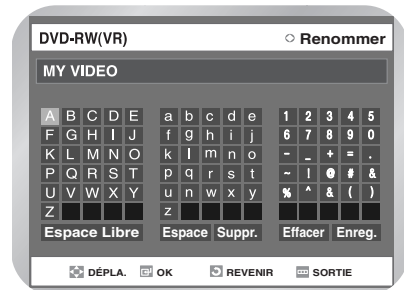 DVD-RW(VR) Renommer
MY VIDEO
A B C D E a b c d e 1 2 3 4 5
F G H I J f g h i j 6 7 8 9 0
K L M N O k l m n o - _ + = .
P Q R S T p q r s t ~ ! @ # &
U V W X Y u n w x y % ^ & ( )
Z z
Espace Libre Espace Suppr. Effacer Enreg.
DÉPLA. OK REVENIR SORTIE